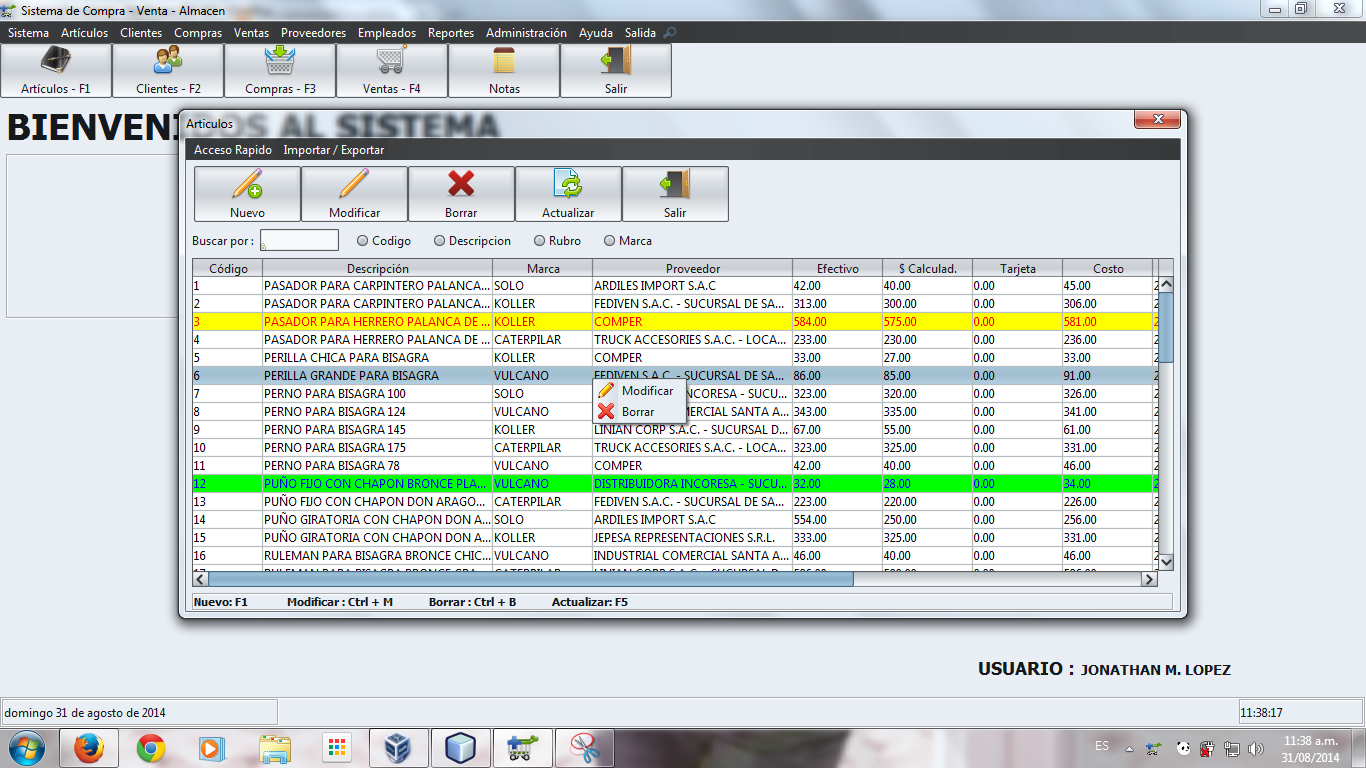 Sistema de Compra - Venta - Almacen
Sistema Artículos Clientes Compras Ventas Proveedores Empleados Reportes Administración Ayuda Salida
Artículos - F1 Clientes - F2 Compras - F3 Ventas - F4 Notas Salir
BIENVENIDOS AL SISTEMA
Articulos
Acceso Rapido Importar / Exportar
Nuevo Modificar Borrar Actualizar Salir
Buscar por : Codigo Descripcion Rubro Marca
Código Descripción Marca Proveedor Efectivo $ Calculad. Tarjeta Costo
1 PASADOR PARA CARPINTERO PALANCA... SOLO ARDILES IMPORT S.A.C 42.00 40.00 0.00 45.00 2
2 PASADOR PARA CARPINTERO PALANCA... KOLLER FEDIVEN S.A.C. - SUCURSAL DE SA... 313.00 300.00 0.00 306.00 2
3 PASADOR PARA HERRERO PALANCA DE ... KOLLER COMPER 584.00 575.00 0.00 581.00 2
4 PASADOR PARA HERRERO PALANCA DE ... CATERPILAR TRUCK ACCESORIES S.A.C. - LOCA... 233.00 230.00 0.00 236.00 2
5 PERILLA CHICA PARA BISAGRA KOLLER COMPER 33.00 27.00 0.00 33.00 2
6 PERILLA GRANDE PARA BISAGRA VULCANO FEDIVEN S.A.C. - SUCURSAL DE SA... 86.00 85.00 0.00 91.00 2
Modificar
Borrar
7 PERNO PARA BISAGRA 100 SOLO INCORESA - SUCU... 323.00 320.00 0.00 326.00 2
8 PERNO PARA BISAGRA 124 VULCANO SANTA A... 343.00 335.00 0.00 341.00 2
9 PERNO PARA BISAGRA 145 KOLLER LINIAN CORP S.A.C. - SUCURSAL D... 67.00 55.00 0.00 61.00 2
10 PERNO PARA BISAGRA 175 CATERPILAR TRUCK ACCESORIES S.A.C. - LOCA... 323.00 325.00 0.00 331.00 2
11 PERNO PARA BISAGRA 78 VULCANO COMPER 42.00 40.00 0.00 46.00 2
12 PUÑO FIJO CON CHAPON BRONCE PLA... VULCANO DISTRIBUIDORA INCORESA - SUCU... 32.00 28.00 0.00 34.00 2
13 PUÑO FIJO CON CHAPON DON ARAGO... CATERPILAR FEDIVEN S.A.C. - SUCURSAL DE SA... 223.00 220.00 0.00 226.00 2
14 PUÑO GIRATORIA CON CHAPON DON A... SOLO ARDILES IMPORT S.A.C 554.00 250.00 0.00 256.00 2
15 PUÑO GIRATORIA CON CHAPON DON A... KOLLER JEPESA REPRESENTACIONES S.R.L. 333.00 325.00 0.00 331.00 2
16 RULEMAN PARA BISAGRA BRONCE CHIC... VULCANO INDUSTRIAL COMERCIAL SANTA A... 46.00 40.00 0.00 46.00 2
Nuevo: F1 Modificar : Ctrl + M Borrar : Ctrl + B Actualizar: F5
USUARIO : JONATHAN M. LOPEZ
domingo 31 de agosto de 2014 11:38:17
ES 11:38 a.m.
31/08/2014